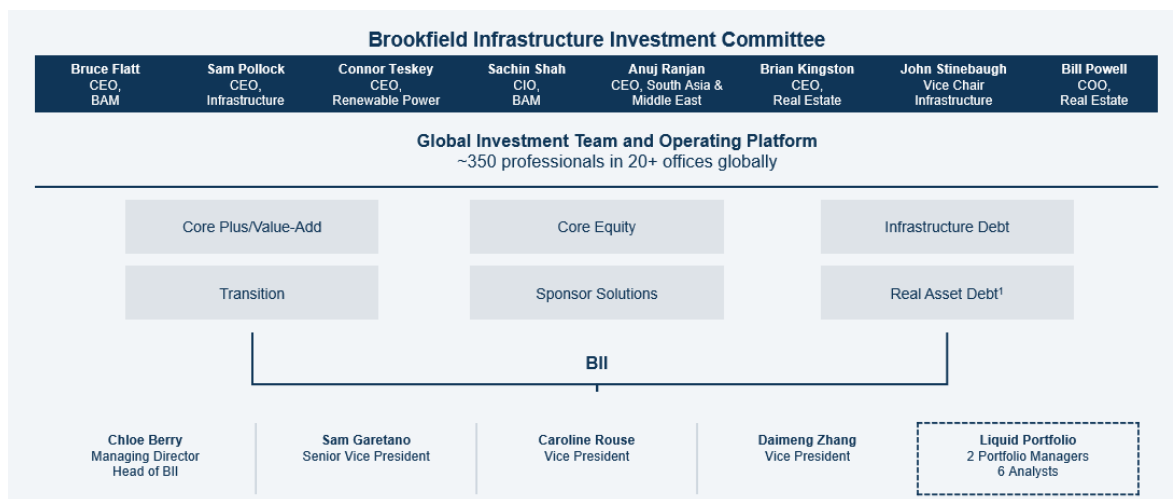 Brookfield Infrastructure Investment Committee
Bruce Flatt
CEO,
BAM
Sam Pollock
CEO,
Infrastructure
Connor Teskey
CEO,
Renewable Power
Sachin Shah
CIO,
BAM
Anuj Ranjan
CEO, South Asia &
Middle East
Brian Kingston
CEO,
Real Estate
John Stinebaugh
Vice Chair
Infrastructure
Bill Powell
COO,
Real Estate
Global Investment Team and Operating Platform
~350 professionals in 20+ offices globally
Core Plus/Value-Add
Core Equity
Infrastructure Debt
Transition
Sponsor Solutions
Real Asset Debt¹
BII
Chloe Berry
Managing Director
Head of BII
Sam Garetano
Senior Vice President
Caroline Rouse
Vice President
Daimeng Zhang
Vice President
Liquid Portfolio
2 Portfolio Managers
6 Analysts